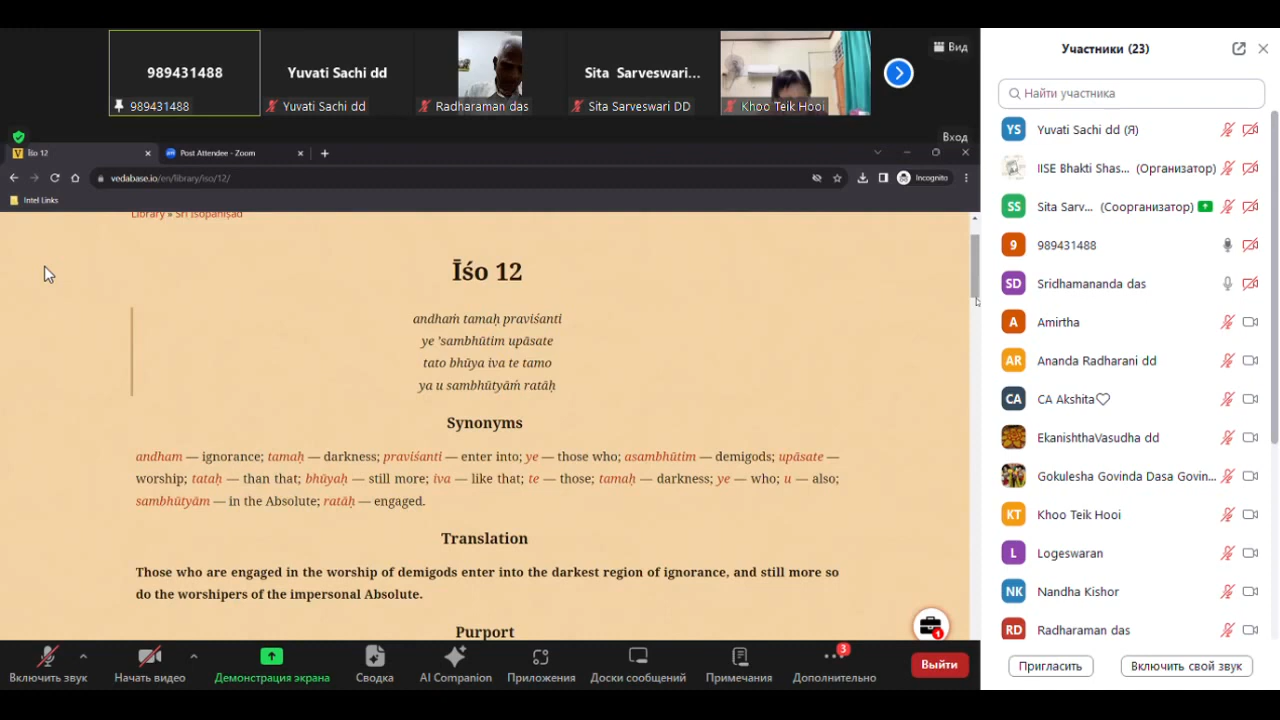 989431488
Yuvati Sachi dd
Sita Sarveswari...
Вид
989431488
Yuvati Sachi dd
Radharaman das
Sita Sarveswari DD
Khoo Teik Hooi
Вход
Īśo 12
Post Attendee - Zoom
vedabase.io/en/library/iso/12/
Incognito
Intel Links
Library » Śrī Īśopaniṣad
Īśo 12
andhaṁ tamaḥ praviśanti
ye 'sambhūtim upāsate
tato bhūya iva te tamo
ya u sambhūtyāṁ ratāḥ
Synonyms
andham — ignorance; tamaḥ — darkness; praviśanti — enter into; ye — those who; asambhūtim — demigods; upāsate —
worship; tataḥ — than that; bhūyaḥ — still more; iva — like that; te — those; tamaḥ — darkness; ye — who; u — also;
sambhūtyām — in the Absolute; ratāḥ — engaged.
Translation
Those who are engaged in the worship of demigods enter into the darkest region of ignorance, and still more so
do the worshipers of the impersonal Absolute.
Purport
1
Включить звук
Начать видео
Демонстрация экрана
Сводка
AI Companion
Приложения
Доски сообщений
Примечания
3
Дополнительно
Выйти
Участники (23)
Найти участника
YS Yuvati Sachi dd (Я)
IISE Bhakti Shas... (Организатор)
SS Sita Sarv... (Соорганизатор)
9 989431488
SD Sridhamananda das
A Amirtha
AR Ananda Radharani dd
CA CA Akshita♡
EkanishthaVasudha dd
Gokulesha Govinda Dasa Govin...
KT Khoo Teik Hooi
L Logeswaran
NK Nandha Kishor
RD Radharaman das
Пригласить
Включить свой звук